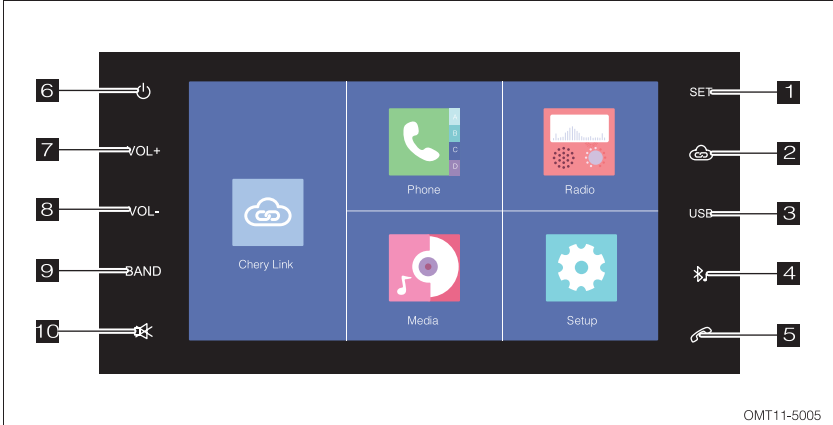 6
7
8
9
10
VOL+
VOL-
BAND
Chery Link
A
B
C
D
Phone
Radio
Media
Setup
SET
USB
1
2
3
4
5
OMT11-5005